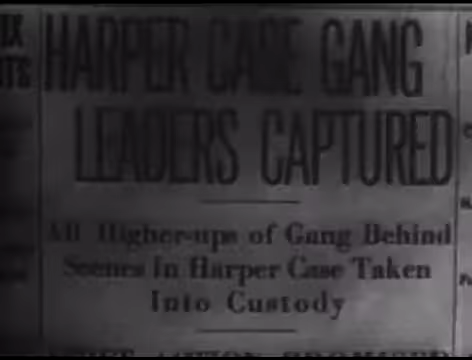 HARPER CASE GANG
LEADERS CAPTURED
All Higher-ups of Gang Behind
Scenes In Harper Case Taken
Into Custody